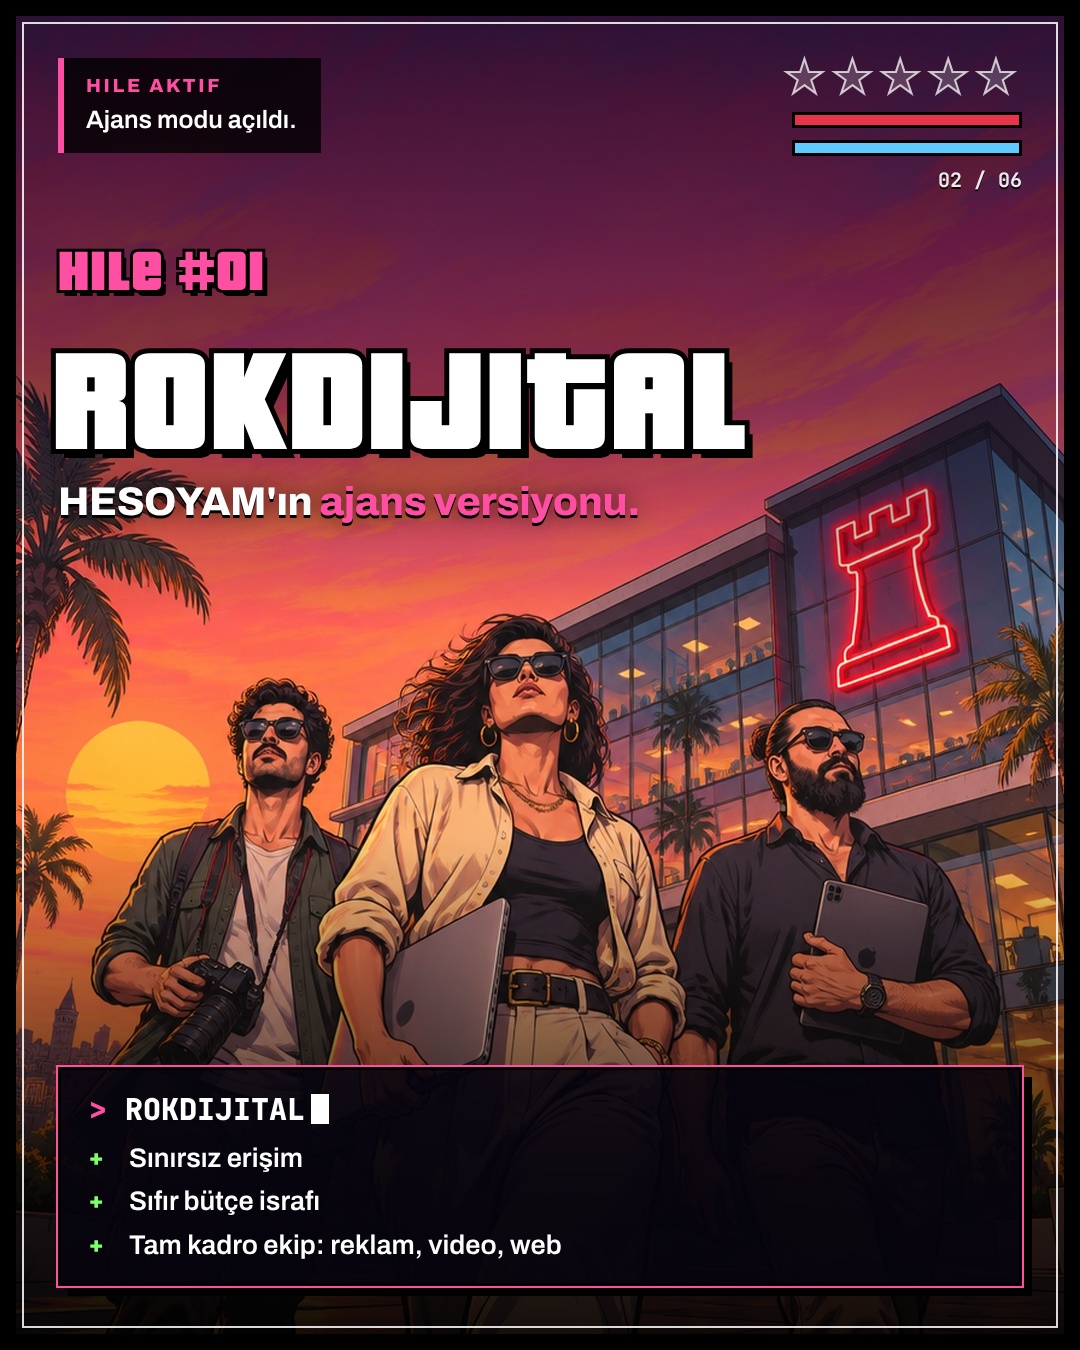 HILE AKTIF
Ajans modu açıldı.
02 / 06
HILE #01
ROKDIJITAL
HESOYAM'ın ajans versiyonu.
> ROKDIJITAL
+ Sınırsız erişim
+ Sıfır bütçe israfı
+ Tam kadro ekip: reklam, video, web